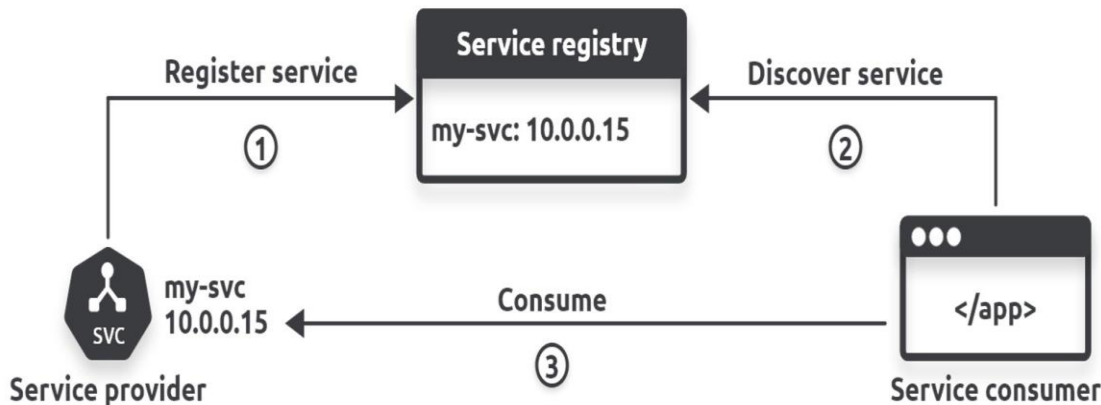 Service registry
Register service
Discover service
my-svc: 10.0.0.15
1
2
my-svc
10.0.0.15
SVC
Consume
</app>
3
Service provider
Service consumer